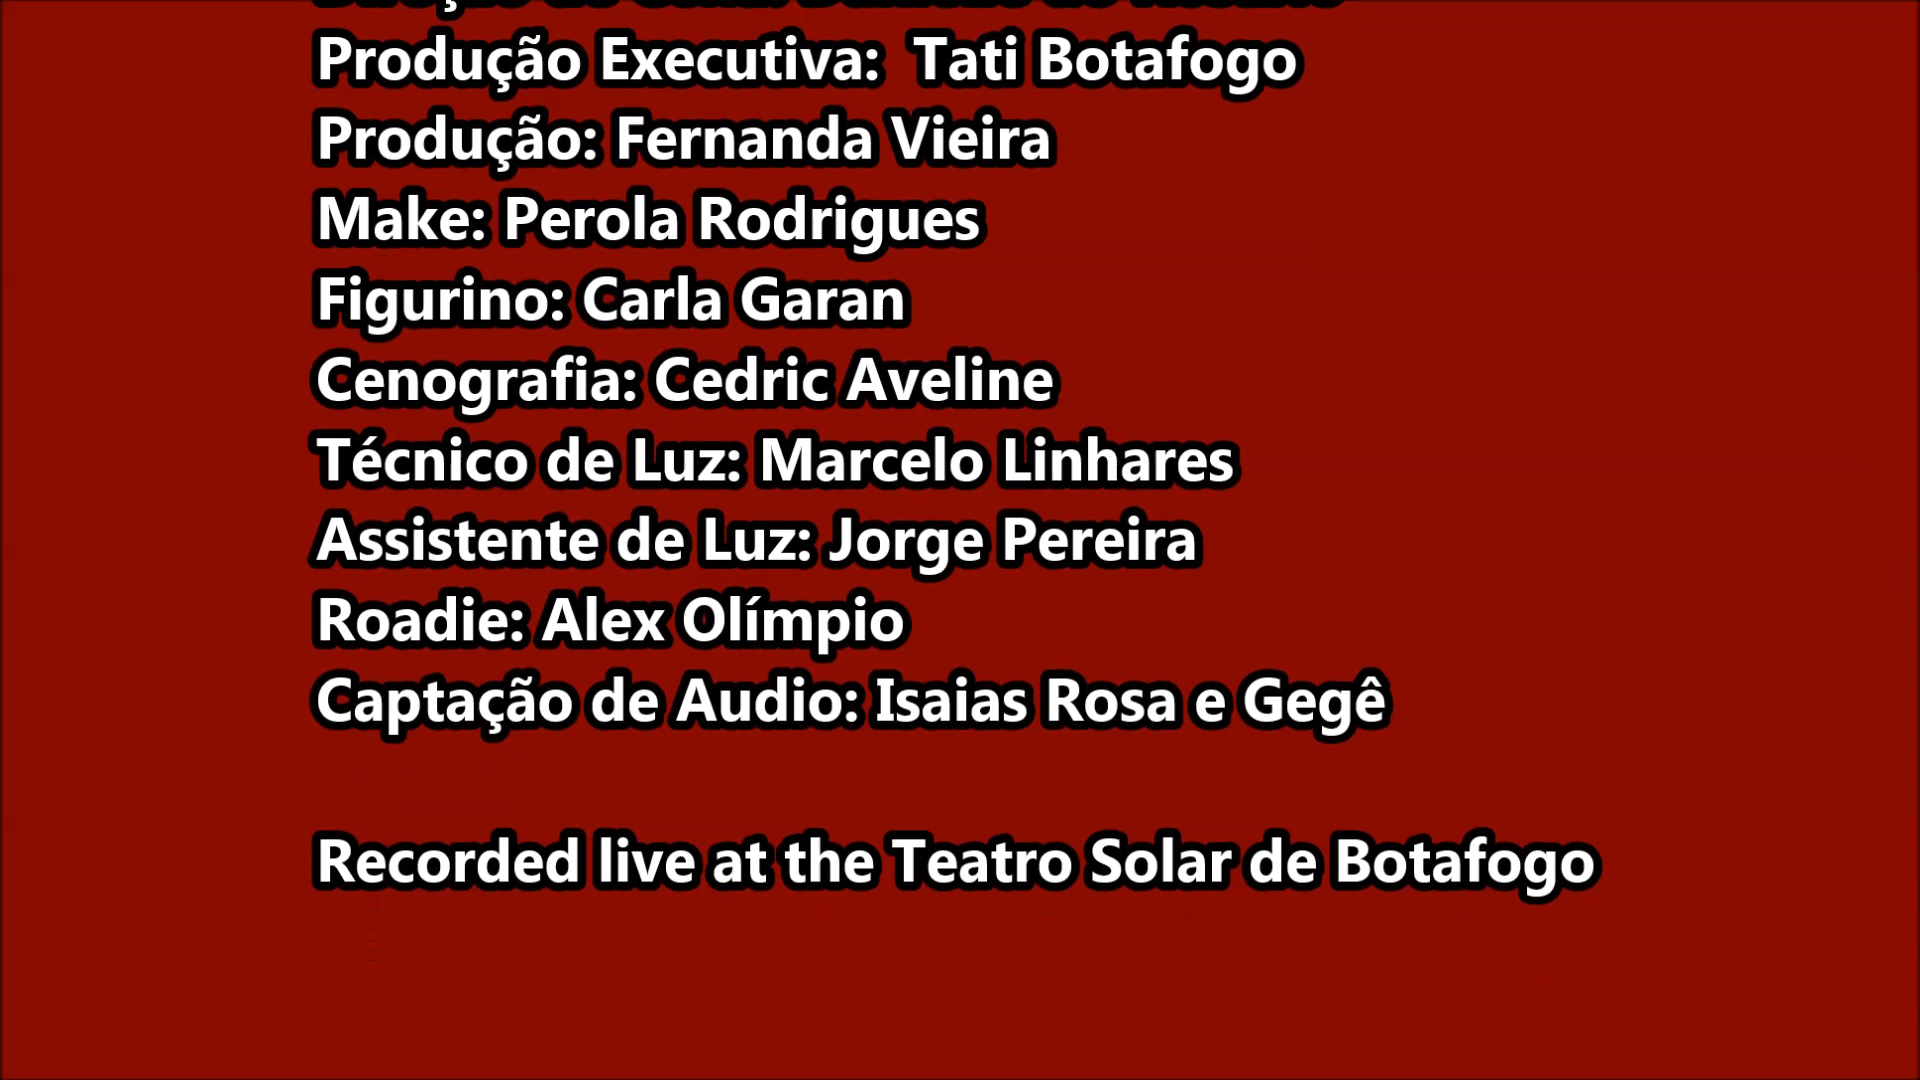 Produção Executiva:  Tati Botafogo
Produção: Fernanda Vieira
Make: Perola Rodrigues
Figurino: Carla Garan
Cenografia: Cedric Aveline
Técnico de Luz: Marcelo Linhares
Assistente de Luz: Jorge Pereira
Roadie: Alex Olímpio
Captação de Audio: Isaias Rosa e Gegê
Recorded live at the Teatro Solar de Botafogo